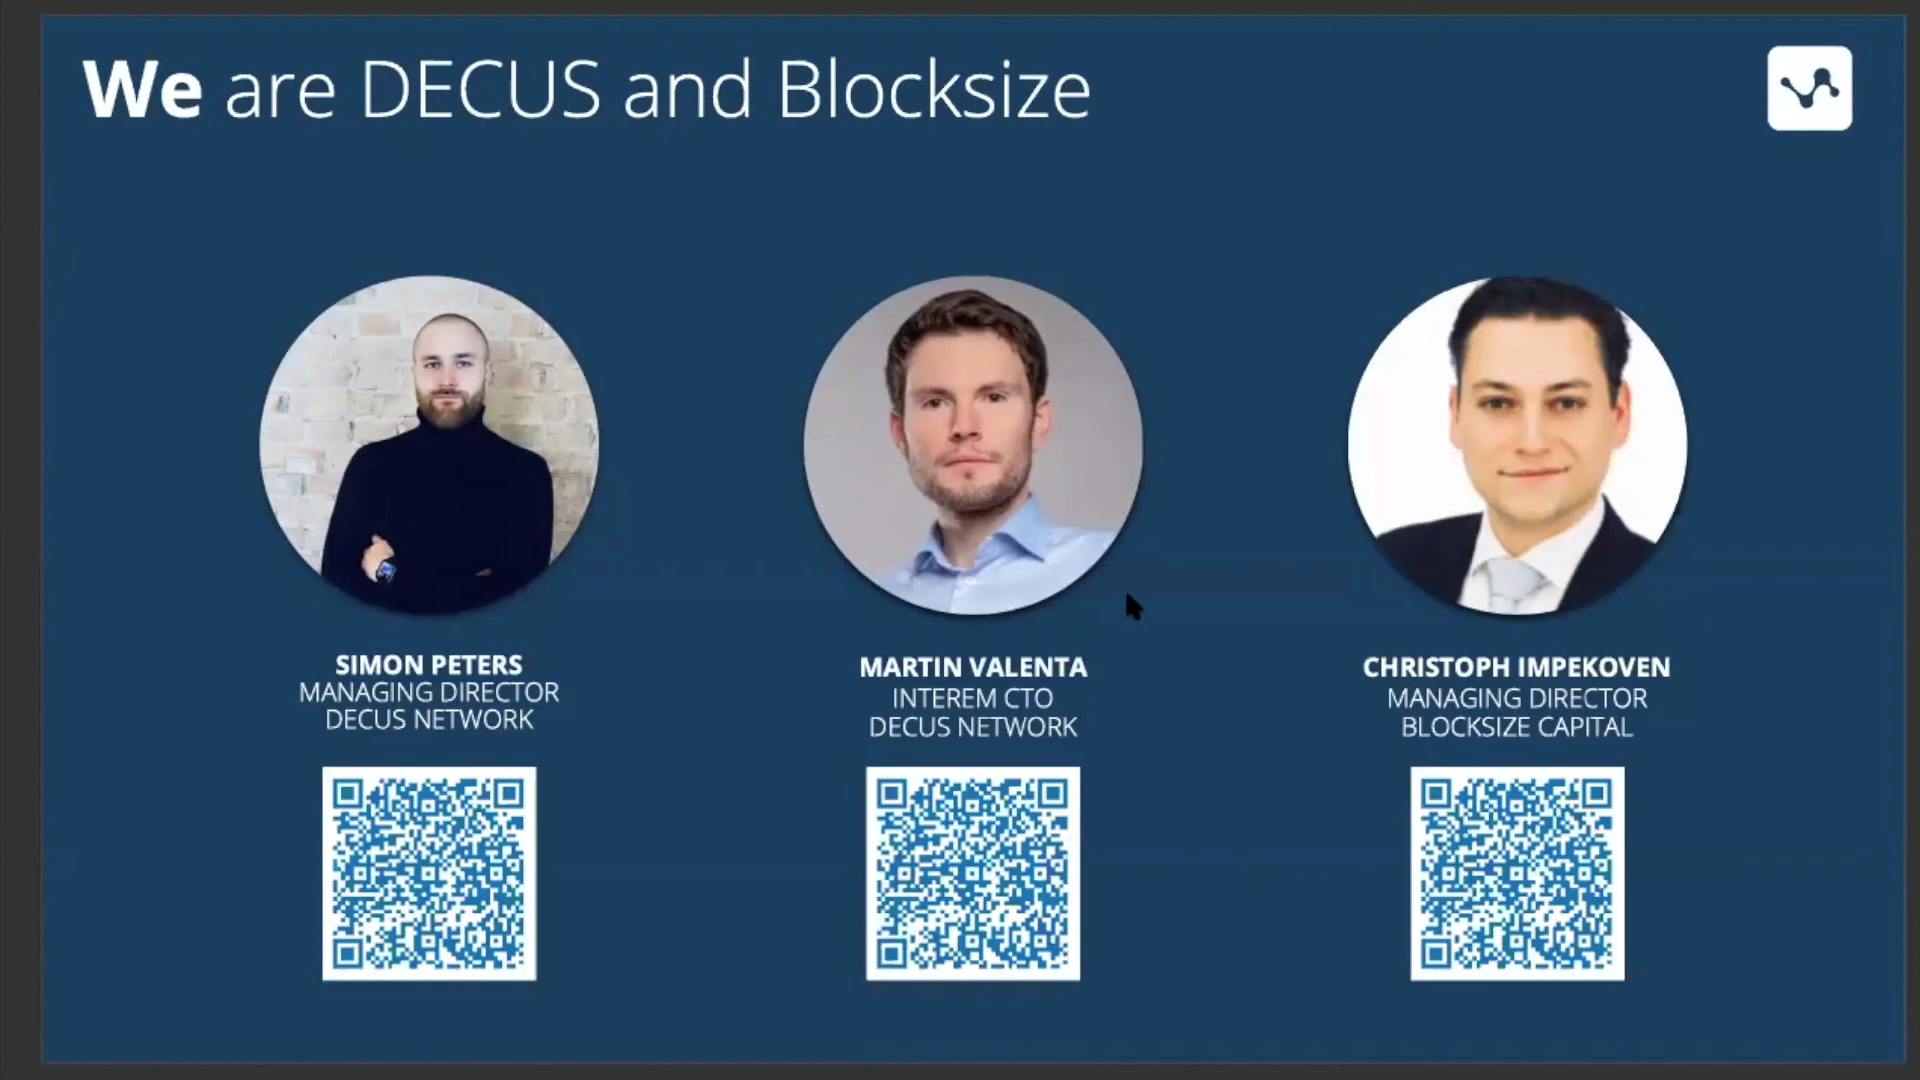 We are DECUS and Blocksize
SIMON PETERS
MANAGING DIRECTOR
DECUS NETWORK
MARTIN VALENTA
INTEREM CTO
DECUS NETWORK
CHRISTOPH IMPEKOVEN
MANAGING DIRECTOR
BLOCKSIZE CAPITAL